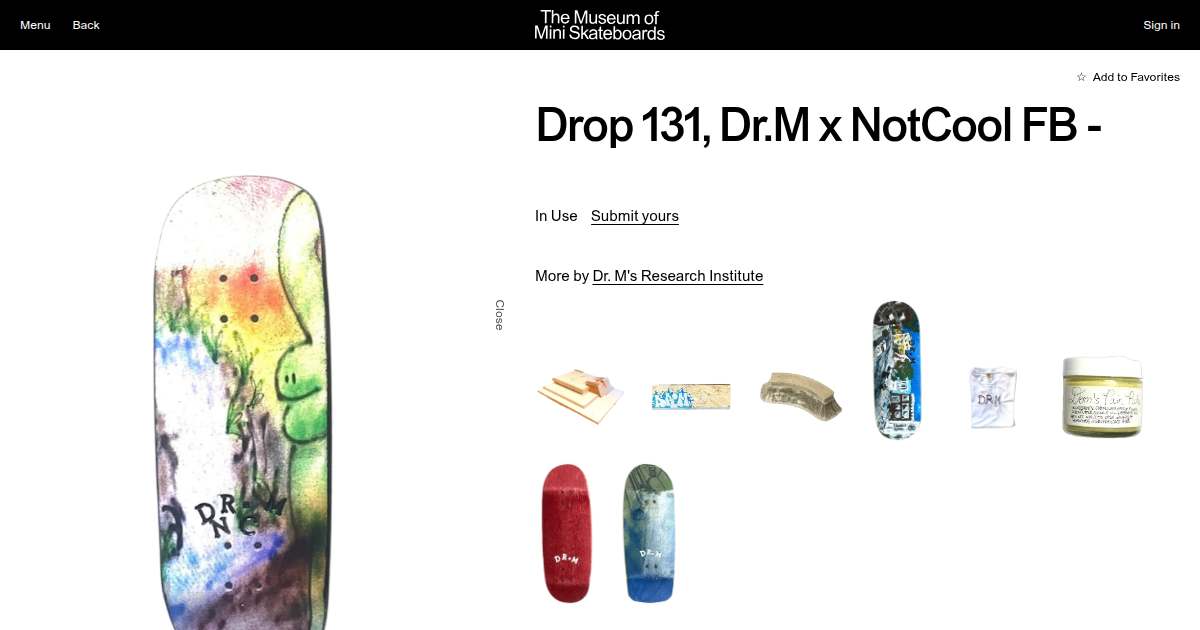 Menu
Back
The Museum of
Mini Skateboards
Sign in
☆ Add to Favorites
Drop 131, Dr.M x NotCool FB -
In Use
Submit yours
More by Dr. M's Research Institute
Close
DR.M
NC
DR.M
DR.M
DR.M